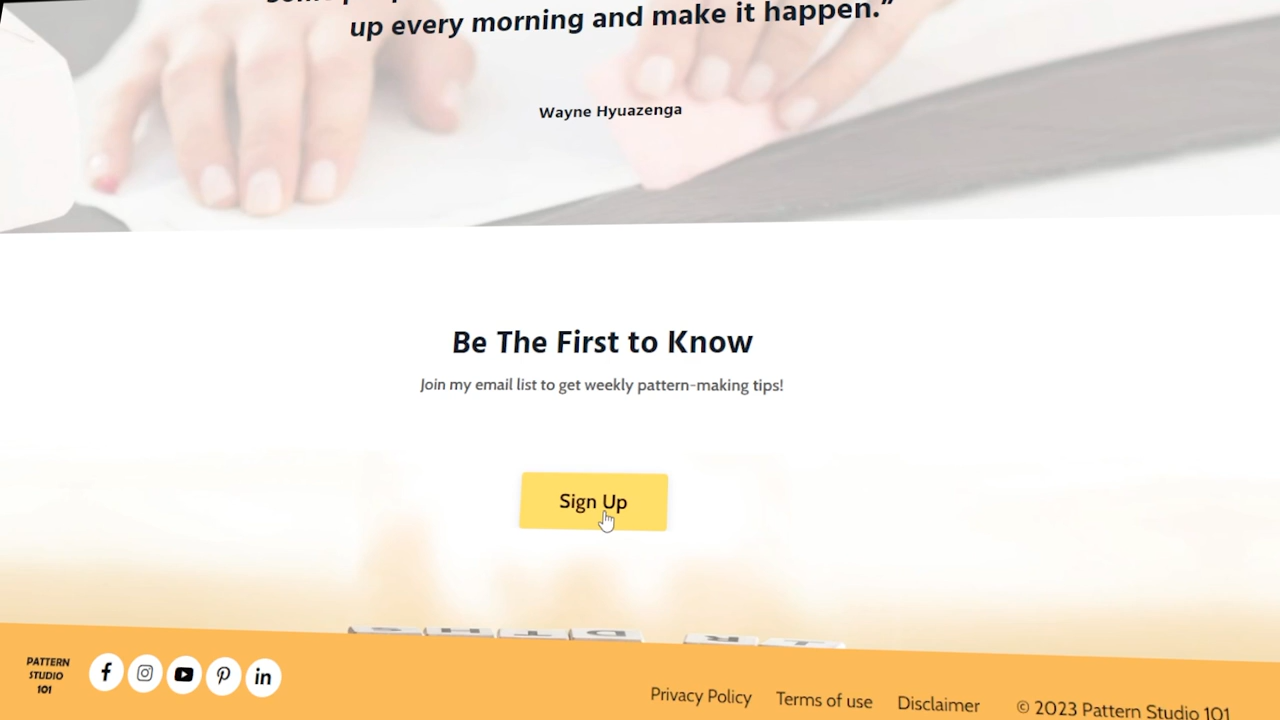 up every morning and make it happen.”
Wayne Hyuazenga
Be The First to Know
Join my email list to get weekly pattern-making tips!
Sign Up
PATTERN
STUDIO
101
Privacy Policy Terms of use Disclaimer © 2023 Pattern Studio 101